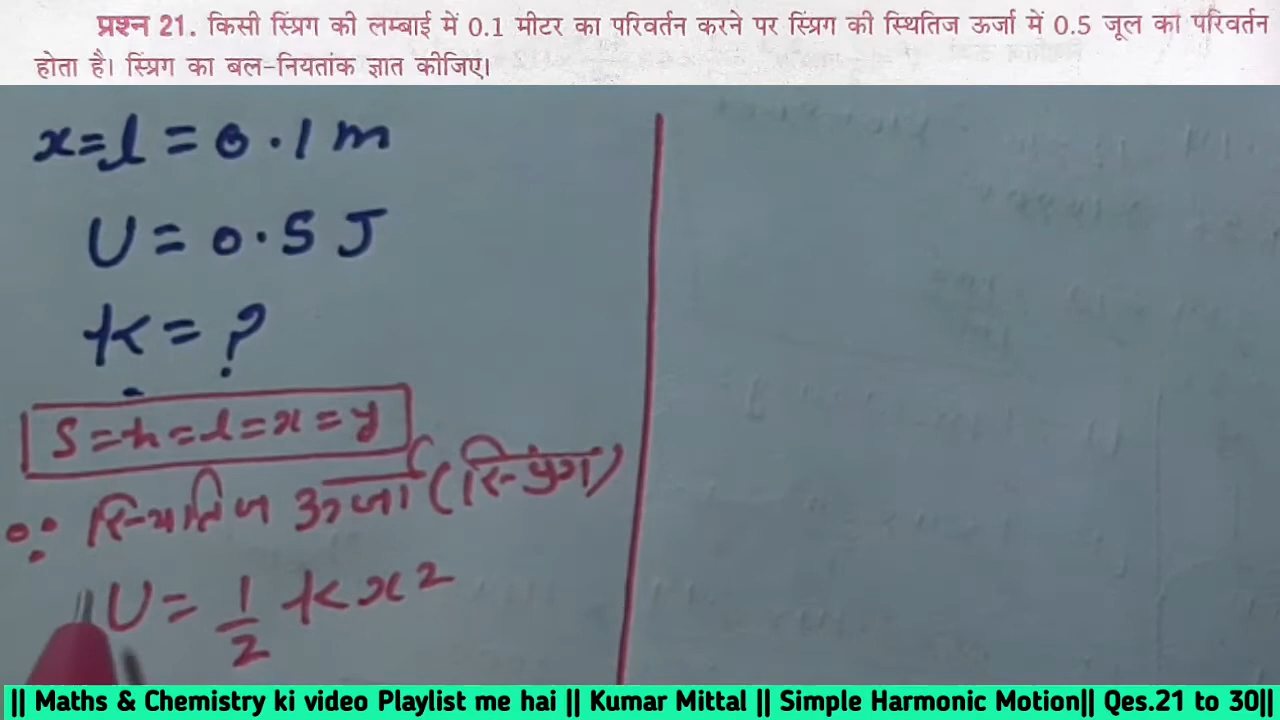 प्रश्न 21. किसी स्प्रिंग की लम्बाई में 0.1 मीटर का परिवर्तन करने पर स्प्रिंग की स्थितिज ऊर्जा में 0.5 जूल का परिवर्तन
होता है। स्प्रिंग का बल-नियतांक ज्ञात कीजिए।
x=l = 0.1 m
U = 0.5 J
k = ?
S=h=l=x=y
∵ स्थितिज ऊर्जा (स्प्रिंग)
U = 1/2 k x²
|| Maths & Chemistry ki video Playlist me hai || Kumar Mittal || Simple Harmonic Motion|| Qes.21 to 30||